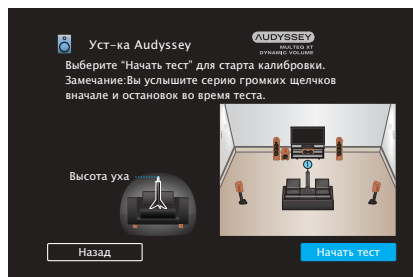 Уст-ка Audyssey
AUDYSSEY
MULTEQ XT
DYNAMIC VOLUME
Выберите “Начать тест” для старта калибровки.
Замечание:Вы услышите серию громких щелчков
вначале и остановок во время теста.
Высота уха
Назад
Начать тест